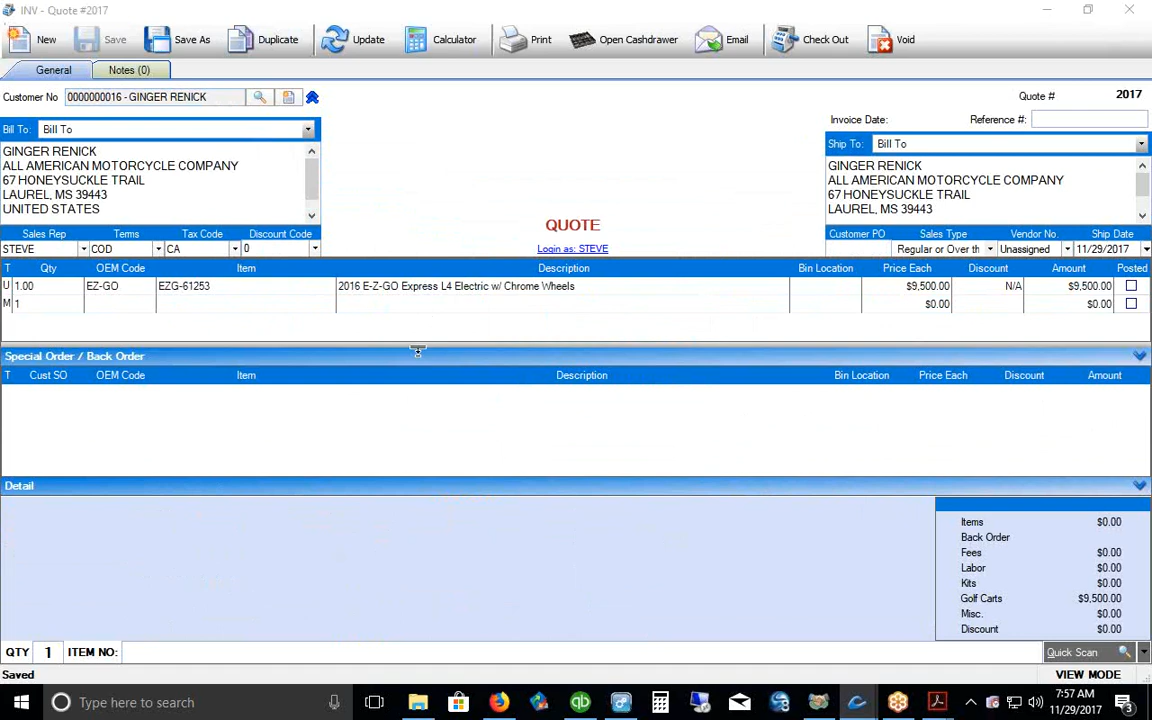 INV - Quote #2017
New Save Save As Duplicate Update Calculator Print Open Cashdrawer Email Check Out Void
General Notes (0)
Customer No 0000000016 - GINGER RENICK Quote # 2017
Invoice Date: Reference #:
Bill To: Bill To
GINGER RENICK
ALL AMERICAN MOTORCYCLE COMPANY
67 HONEYSUCKLE TRAIL
LAUREL, MS 39443
UNITED STATES
Ship To: Bill To
GINGER RENICK
ALL AMERICAN MOTORCYCLE COMPANY
67 HONEYSUCKLE TRAIL
LAUREL, MS 39443
QUOTE
Login as: STEVE
Sales Rep Terms Tax Code Discount Code Customer PO Sales Type Vendor No. Ship Date
STEVE COD CA 0 Regular or Over th Unassigned 11/29/2017
T Qty OEM Code Item Description Bin Location Price Each Discount Amount Posted
U 1.00 EZ-GO EZG-61253 2016 E-Z-GO Express L4 Electric w/ Chrome Wheels $9,500.00 N/A $9,500.00
M 1 $0.00 $0.00
Special Order / Back Order
T Cust SO OEM Code Item Description Bin Location Price Each Discount Amount
Detail
Items $0.00
Back Order
Fees $0.00
Labor $0.00
Kits $0.00
Golf Carts $9,500.00
Misc. $0.00
Discount $0.00
QTY 1 ITEM NO: Quick Scan
Saved VIEW MODE
Type here to search qb 7:57 AM
11/29/2017 3